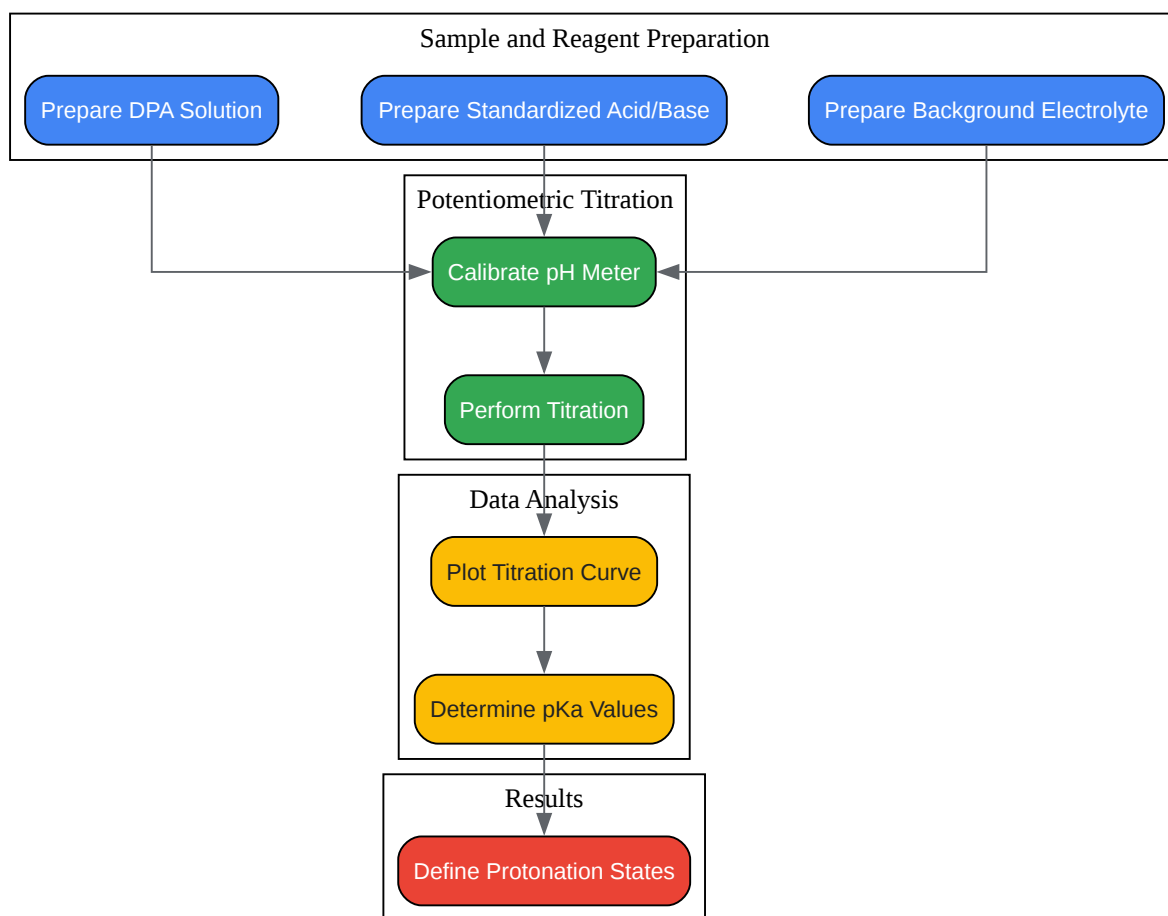 Sample and Reagent Preparation
Prepare DPA Solution
Prepare Standardized Acid/Base
Prepare Background Electrolyte
Potentiometric Titration
Calibrate pH Meter
Perform Titration
Data Analysis
Plot Titration Curve
Determine pKa Values
Results
Define Protonation States